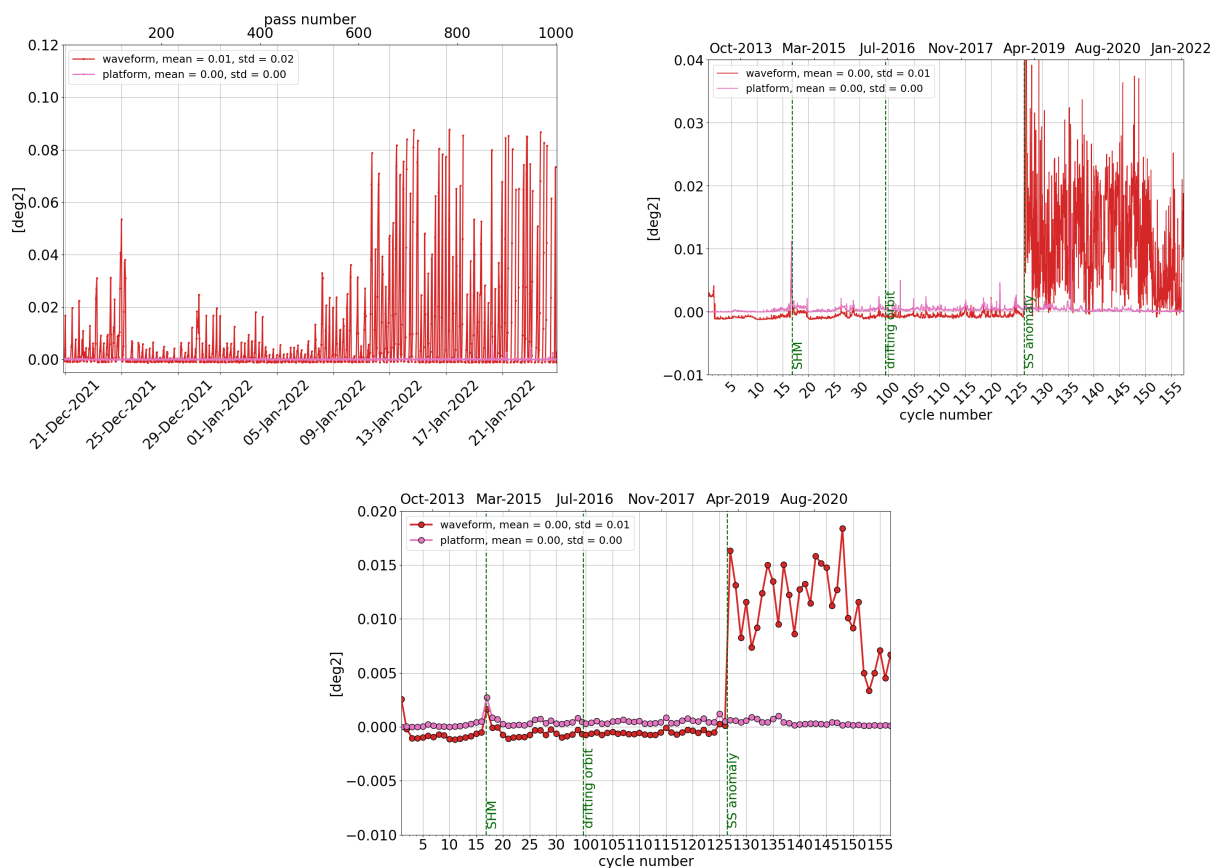 pass number
200 400 600 800 1000
0.12
0.10
0.08
0.06
0.04
0.02
0.00
[deg2]
waveform, mean = 0.01, std = 0.02
platform, mean = 0.00, std = 0.00
21-Dec-2021 25-Dec-2021 29-Dec-2021 01-Jan-2022 05-Jan-2022 09-Jan-2022 13-Jan-2022 17-Jan-2022 21-Jan-2022
Oct-2013 Mar-2015 Jul-2016 Nov-2017 Apr-2019 Aug-2020 Jan-2022
0.04
0.03
0.02
0.01
0.00
−0.01
[deg2]
waveform, mean = 0.00, std = 0.01
platform, mean = 0.00, std = 0.00
SHM
drifting orbit
SS anomaly
5 10 15 20 25 30 100 105 110 115 120 125 130 135 140 145 150 155
cycle number
Oct-2013 Mar-2015 Jul-2016 Nov-2017 Apr-2019 Aug-2020
0.020
0.015
0.010
0.005
0.000
−0.005
−0.010
[deg2]
waveform, mean = 0.00, std = 0.01
platform, mean = 0.00, std = 0.00
SHM
drifting orbit
SS anomaly
5 10 15 20 25 30 100 105 110 115 120 125 130 135 140 145 150 155
cycle number